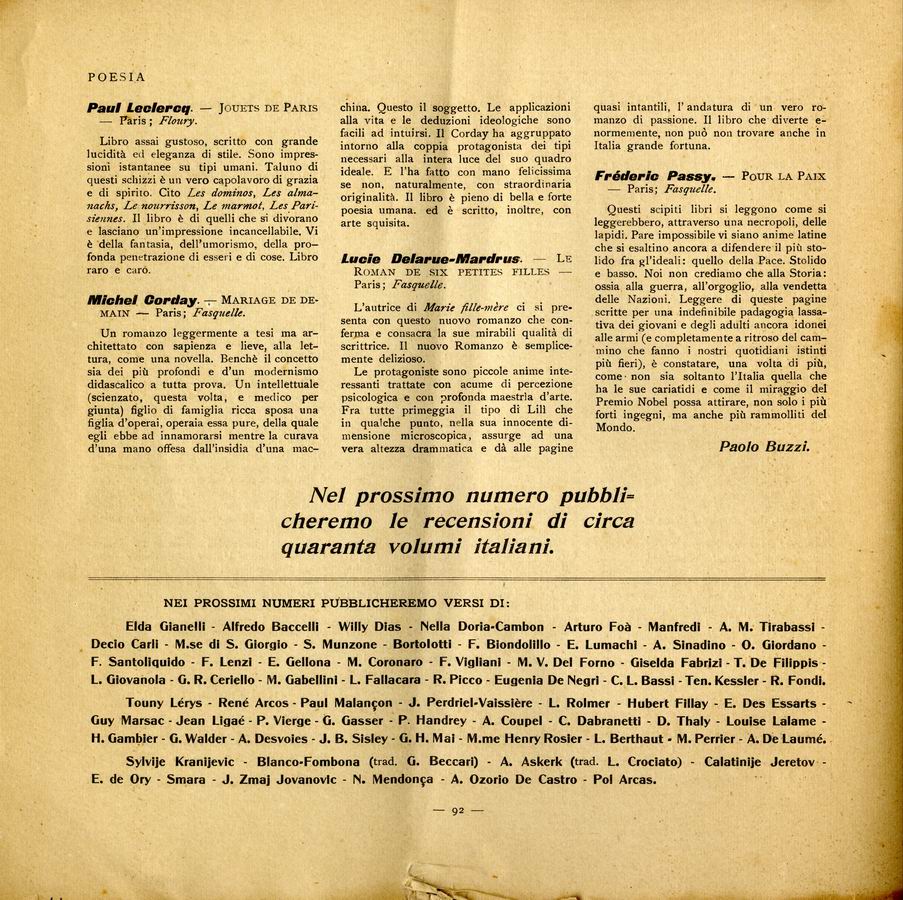 POESIA
Paul Leclercq. — JOUETS DE PARIS
— Paris; Floury.
Libro assai gustoso, scritto con grande
lucidità ed eleganza di stile. Sono impres-
sioni istantanee su tipi umani. Taluno di
questi schizzi è un vero capolavoro di grazia
e di spirito. Cito Les dominos, Les alma-
nachs, Le nourrisson, Le marmot, Les Pari-
siennes. Il libro è di quelli che si divorano
e lasciano un'impressione incancellabile. Vi
è della fantasia, dell'umorismo, della pro-
fonda penetrazione di esseri e di cose. Libro
raro e caro.
Michel Corday. — MARIAGE DE DE-
MAIN — Paris; Fasquelle.
Un romanzo leggermente a tesi ma ar-
chitettato con sapienza e lieve, alla let-
tura, come una novella. Benchè il concetto
sia dei più profondi e d'un modernismo
didascalico a tutta prova. Un intellettuale
(scienzato, questa volta, e medico per
giunta) figlio di famiglia ricca sposa una
figlia d'operai, operaia essa pure, della quale
egli ebbe ad innamorarsi mentre la curava
d'una mano offesa dall'insidia d'una mac-
china. Questo il soggetto. Le applicazioni
alla vita e le deduzioni ideologiche sono
facili ad intuirsi. Il Corday ha aggruppato
intorno alla coppia protagonista dei tipi
necessari alla intera luce del suo quadro
ideale. E l'ha fatto con mano felicissima
se non, naturalmente, con straordinaria
originalità. Il libro è pieno di bella e forte
poesia umana. ed è scritto, inoltre, con
arte squisita.
Lucie Delarue-Mardrus. — LE
ROMAN DE SIX PETITES FILLES —
Paris; Fasquelle.
L'autrice di Marie fille-mère ci si pre-
senta con questo nuovo romanzo che con-
ferma e consacra la sue mirabili qualità di
scrittrice. Il nuovo Romanzo è semplice-
mente delizioso.
Le protagoniste sono piccole anime inte-
ressanti trattate con acume di percezione
psicologica e con profonda maestria d'arte.
Fra tutte primeggia il tipo di Lill che
in qualche punto, nella sua innocente di-
mensione microscopica, assurge ad una
vera altezza drammatica e dà alle pagine
quasi intantili, l'andatura di un vero ro-
manzo di passione. Il libro che diverte e-
normemente, non può non trovare anche in
Italia grande fortuna.
Fréderic Passy. — POUR LA PAIX
— Paris; Fasquelle.
Questi scipiti libri si leggono come si
leggerebbero, attraverso una necropoli, delle
lapidi. Pare impossibile vi siano anime latine
che si esaltino ancora a difendere il più sto-
lido fra gl'ideali: quello della Pace. Stolido
e basso. Noi non crediamo che alla Storia:
ossia alla guerra, all'orgoglio, alla vendetta
delle Nazioni. Leggere di queste pagine
scritte per una indefinibile padagogia lassa-
tiva dei giovani e degli adulti ancora idonei
alle armi (e completamente a ritroso del cam-
mino che fanno i nostri quotidiani istinti
più fieri), è constatare, una volta di più,
come non sia soltanto l'Italia quella che
ha le sue cariatidi e come il miraggio del
Premio Nobel possa attirare, non solo i più
forti ingegni, ma anche più rammolliti del
Mondo.
Paolo Buzzi.
Nel prossimo numero pubbli=
cheremo le recensioni di circa
quaranta volumi italiani.
NEI PROSSIMI NUMERI PUBBLICHEREMO VERSI DI:
Elda Gianelli - Alfredo Baccelli - Willy Dias - Nella Doria-Cambon - Arturo Foà - Manfredi - A. M. Tirabassi -
Decio Carli - M.se di S. Giorgio - S. Munzone - Bortolotti - F. Biondolillo - E. Lumachi - A. Sinadino - O. Giordano -
F. Santoliquido - F. Lenzi - E. Gellona - M. Coronaro - F. Vigliani - M. V. Del Forno - Giselda Fabrizi - T. De Filippis -
L. Giovanola - G. R. Ceriello - M. Gabellini - L. Fallacara - R. Picco - Eugenia De Negri - C. L. Bassi - Ten. Kessler - R. Fondi.
Touny Lérys - René Arcos - Paul Malançon - J. Perdriel-Vaissière - L. Rolmer - Hubert Fillay - E. Des Essarts -
Guy Marsac - Jean Ligaé - P. Vierge - G. Gasser - P. Handrey - A. Coupel - C. Dabranetti - D. Thaly - Louise Lalame -
H. Gambier - G. Walder - A. Desvoies - J. B. Sisley - G. H. Mai - M.me Henry Rosier - L. Berthaut - M. Perrier - A. De Laumé.
Sylvije Kranijevic - Blanco-Fombona (trad. G. Beccari) - A. Askerk (trad. L. Crociato) - Calatinije Jeretov -
E. de Ory - Smara - J. Zmaj Jovanovic - N. Mendonça - A. Ozorio De Castro - Pol Arcas.
— 92 —